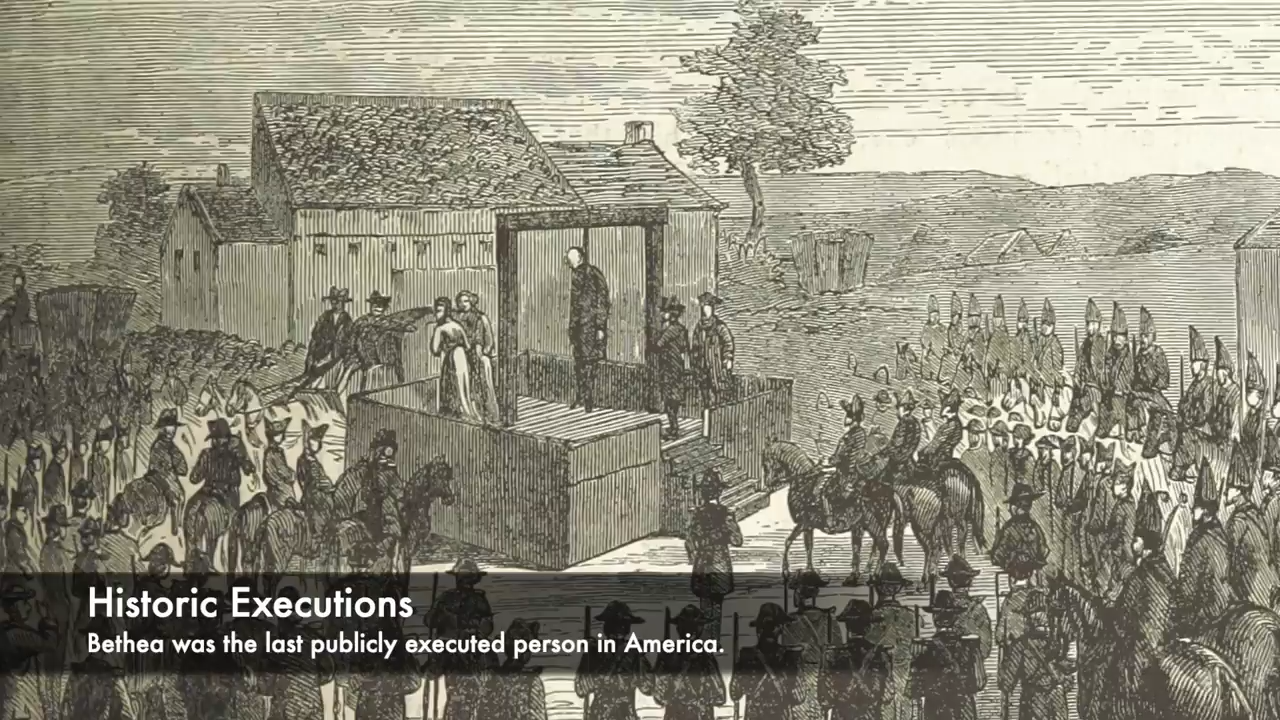 Historic Executions
Bethea was the last publicly executed person in America.